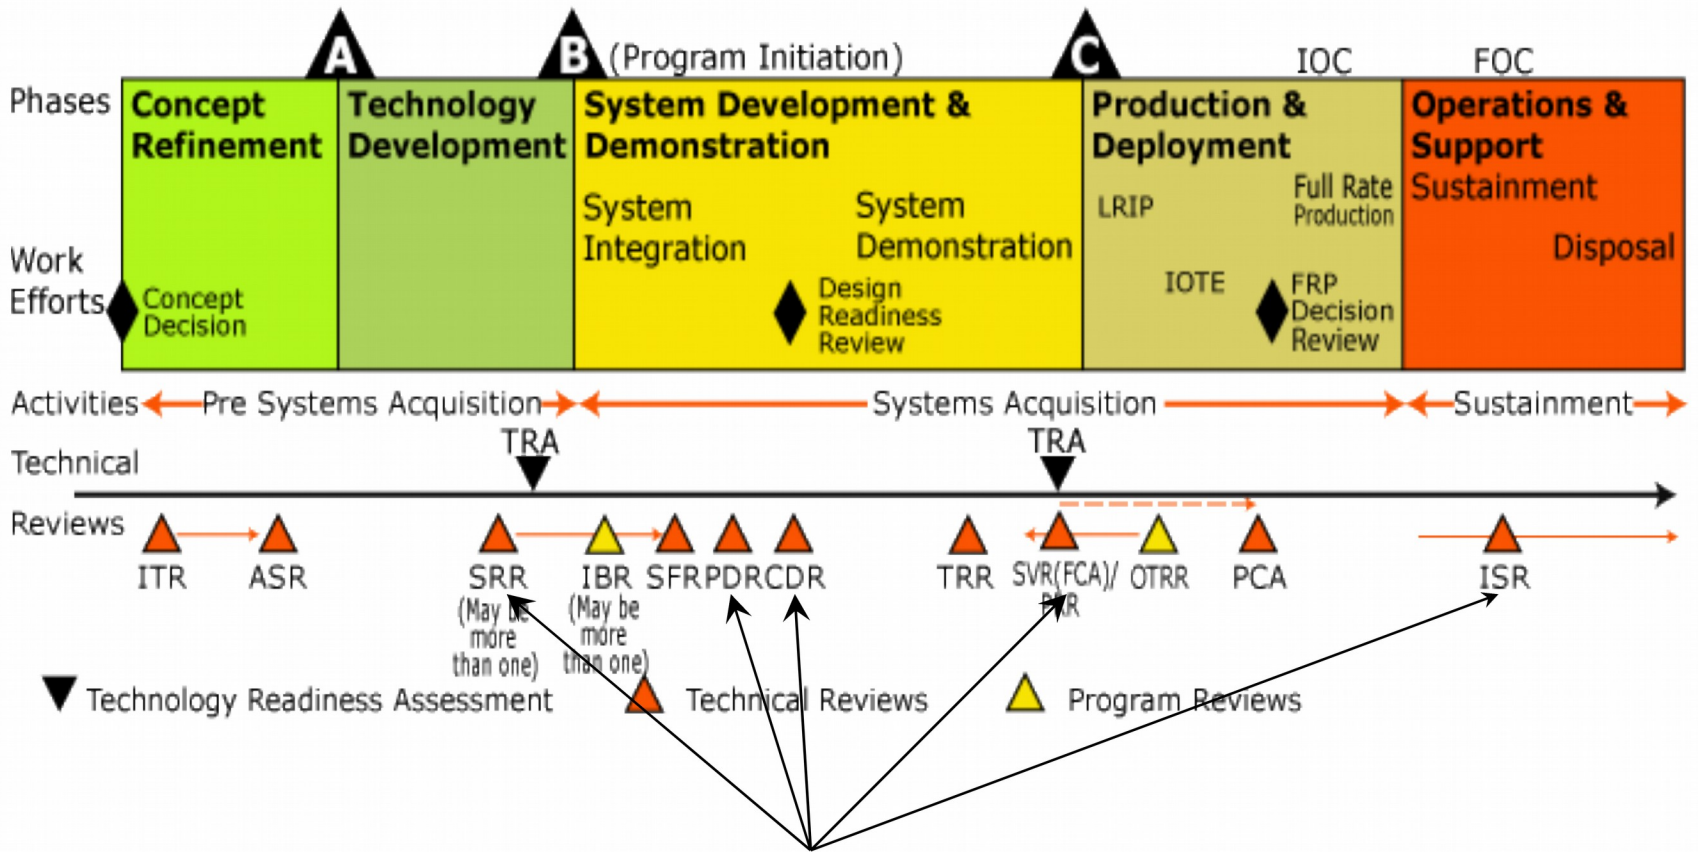 A
B (Program Initiation)
C
IOC
FOC
Phases
Concept
Refinement
Technology
Development
System Development &
Demonstration
Production &
Deployment
Operations &
Support
System
Integration
System
Demonstration
LRIP
Full Rate
Production
Sustainment
Disposal
Work
Efforts
Concept
Decision
Design
Readiness
Review
IOTE
FRP
Decision
Review
Activities
Pre Systems Acquisition
Systems Acquisition
Sustainment
TRA
TRA
Technical
Reviews
ITR
ASR
SRR
(May be
more
than one)
IBR
(May be
more
than one)
SFR
PDR
CDR
TRR
SVR(FCA)/
PRR
OTRR
PCA
ISR
Technology Readiness Assessment
Technical Reviews
Program Reviews